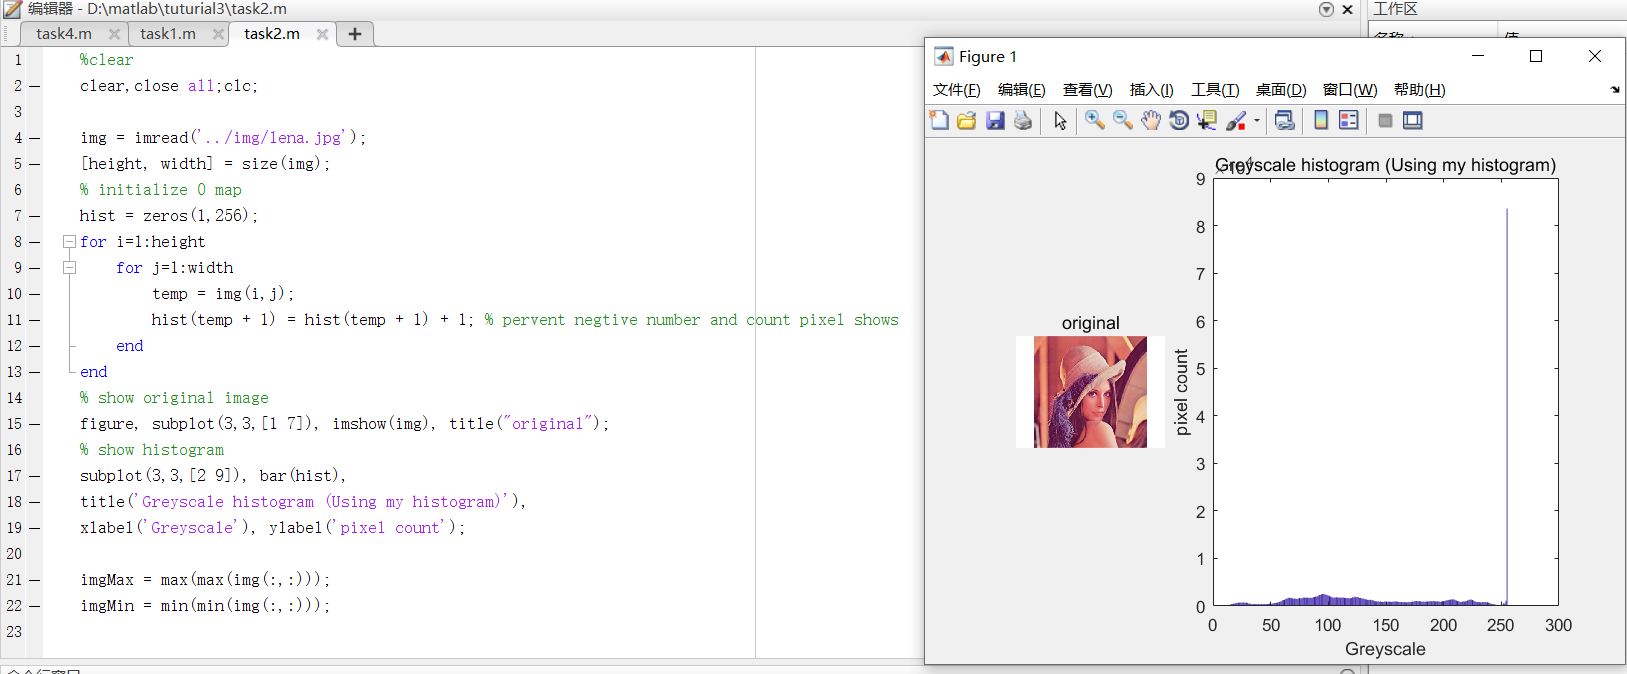 编辑器 - D:\matlab\tuturial3\task2.m
task4.m
task1.m
task2.m
+
1 %clear
2 — clear,close all;clc;
3
4 — img = imread('../img/lena.jpg');
5 — [height, width] = size(img);
6 % initialize 0 map
7 — hist = zeros(1,256);
8 — for i=1:height
9 — for j=1:width
10 — temp = img(i,j);
11 — hist(temp + 1) = hist(temp + 1) + 1; % pervent negtive number and count pixel shows
12 — end
13 — end
14 % show original image
15 — figure, subplot(3,3,[1 7]), imshow(img), title("original");
16 % show histogram
17 — subplot(3,3,[2 9]), bar(hist),
18 — title('Greyscale histogram (Using my histogram)'),
19 — xlabel('Greyscale'), ylabel('pixel count');
20
21 — imgMax = max(max(img(:,:)));
22 — imgMin = min(min(img(:,:)));
23
工作区
Figure 1
文件(F) 编辑(E) 查看(V) 插入(I) 工具(T) 桌面(D) 窗口(W) 帮助(H)
original
Greyscale histogram (Using my histogram)
×10^4
9
8
7
6
5
4
3
2
1
0
pixel count
0 50 100 150 200 250 300
Greyscale